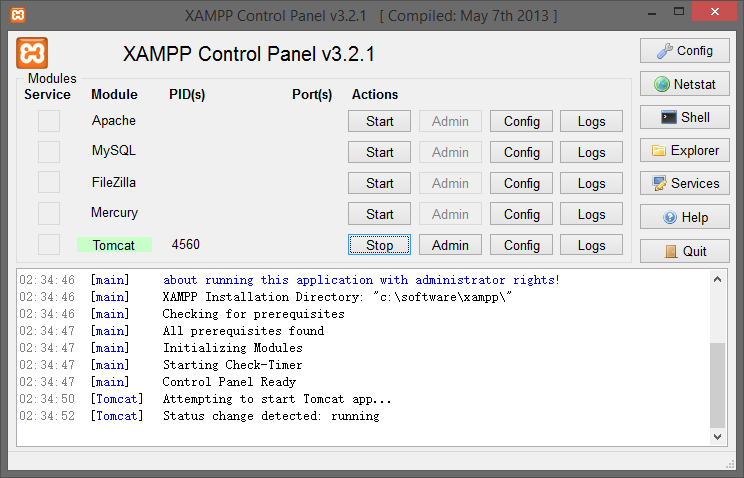 XAMPP Control Panel v3.2.1 [ Compiled: May 7th 2013 ]
XAMPP Control Panel v3.2.1
Config
Modules
Service Module PID(s) Port(s) Actions
Netstat
Apache Start Admin Config Logs
Shell
MySQL Start Admin Config Logs
Explorer
FileZilla Start Admin Config Logs
Services
Mercury Start Admin Config Logs
Help
Tomcat 4560 Stop Admin Config Logs
Quit
02:34:46 [main] about running this application with administrator rights!
02:34:46 [main] XAMPP Installation Directory: "c:\software\xampp\"
02:34:46 [main] Checking for prerequisites
02:34:47 [main] All prerequisites found
02:34:47 [main] Initializing Modules
02:34:47 [main] Starting Check-Timer
02:34:47 [main] Control Panel Ready
02:34:50 [Tomcat] Attempting to start Tomcat app...
02:34:52 [Tomcat] Status change detected: running